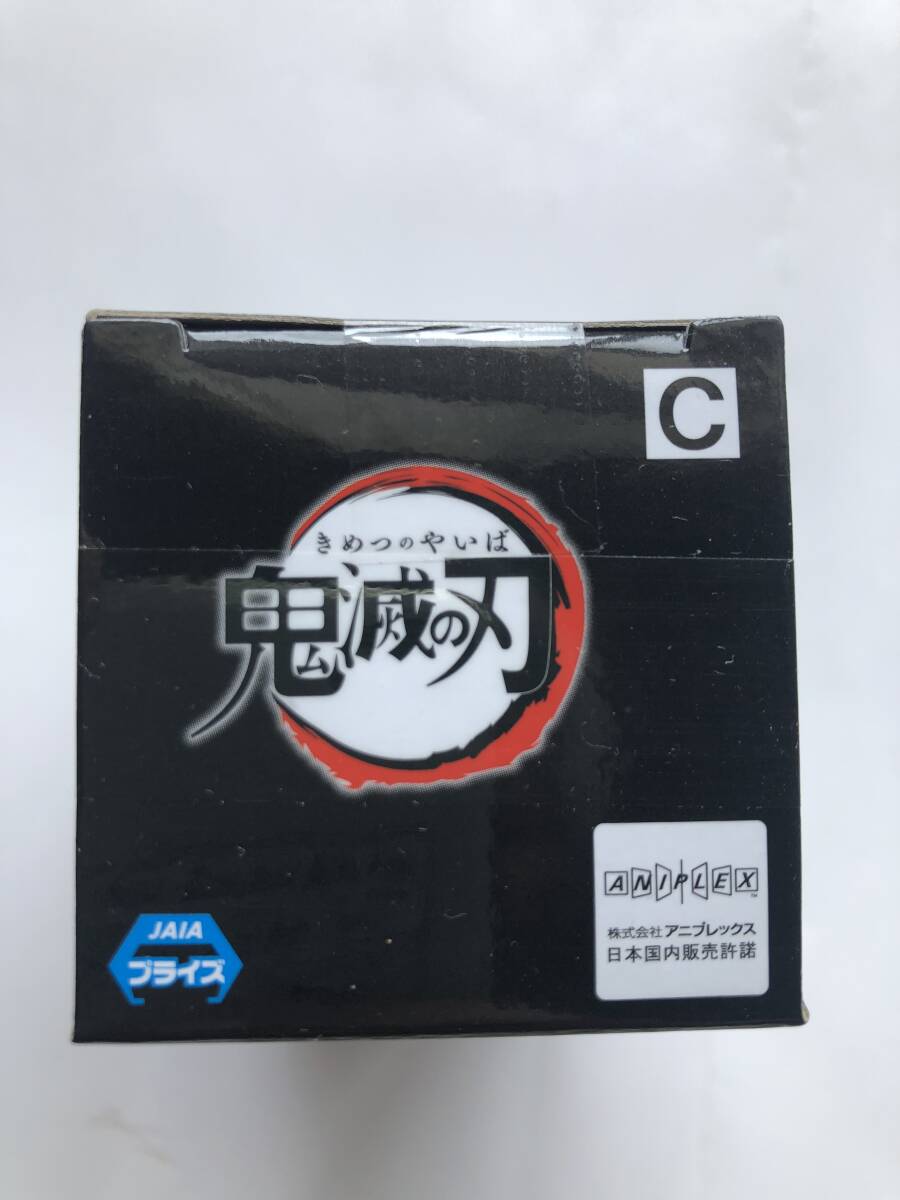 C
きめつのやいば
鬼滅の刃
ANIPLEX
TM
株式会社 アニプレックス
日本国内販売許諾
JAIA
プライズ